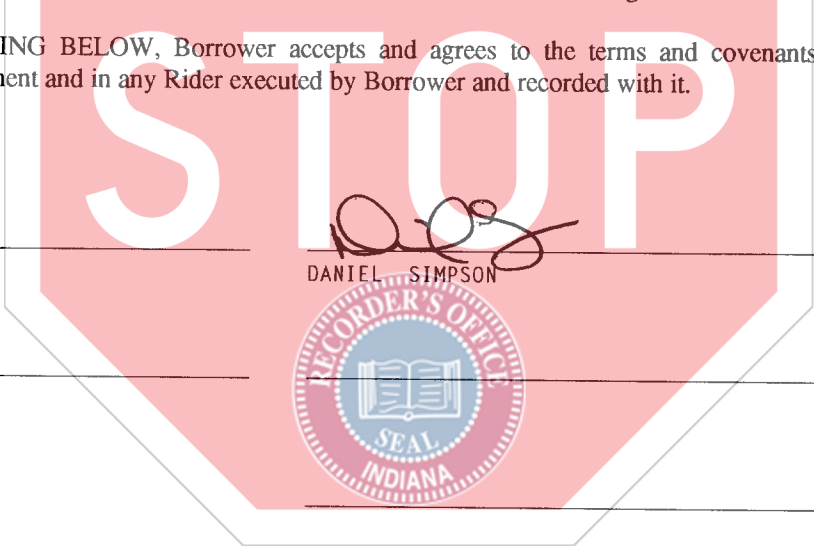 STOP
ING BELOW, Borrower accepts and agrees to the terms and covenants
ent and in any Rider executed by Borrower and recorded with it.
DANIEL SIMPSON
RECORDER'S OFFICE
SEAL
INDIANA